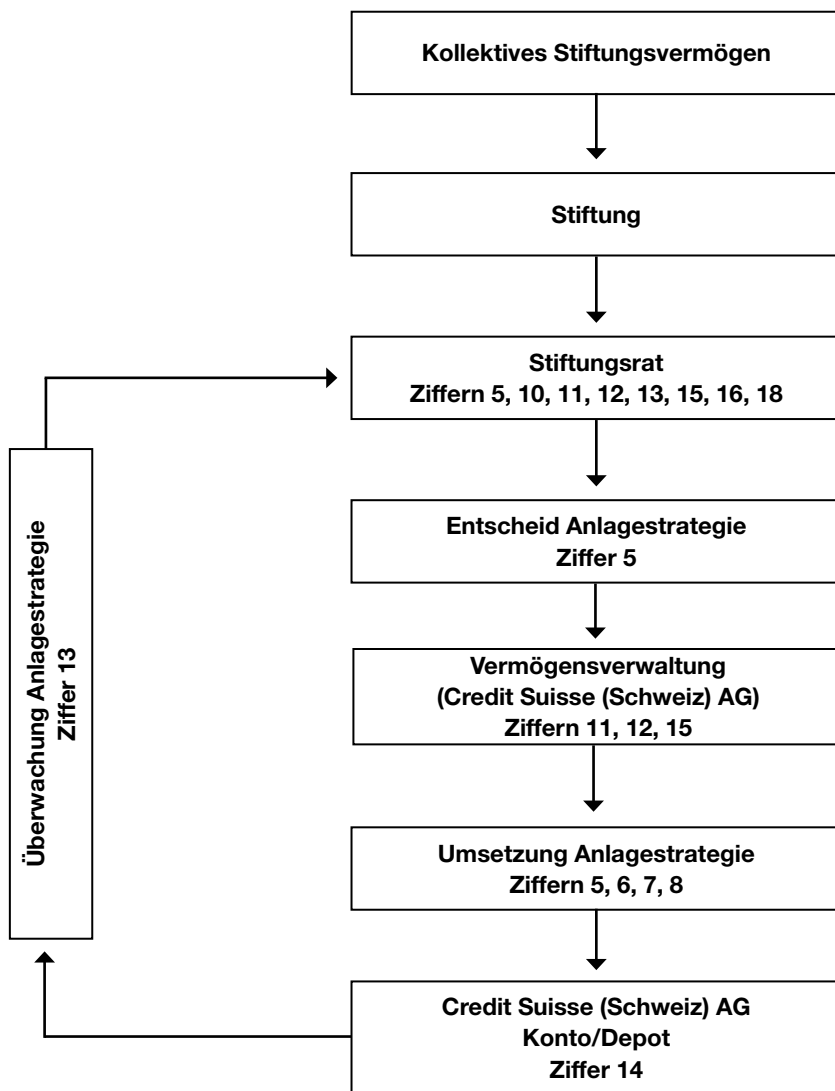 Kollektives Stiftungsvermögen
Stiftung
Stiftungsrat
Ziffern 5, 10, 11, 12, 13, 15, 16, 18
Entscheid Anlagestrategie
Ziffer 5
Vermögensverwaltung
(Credit Suisse (Schweiz) AG)
Ziffern 11, 12, 15
Umsetzung Anlagestrategie
Ziffern 5, 6, 7, 8
Credit Suisse (Schweiz) AG
Konto/Depot
Ziffer 14
Überwachung Anlagestrategie
Ziffer 13